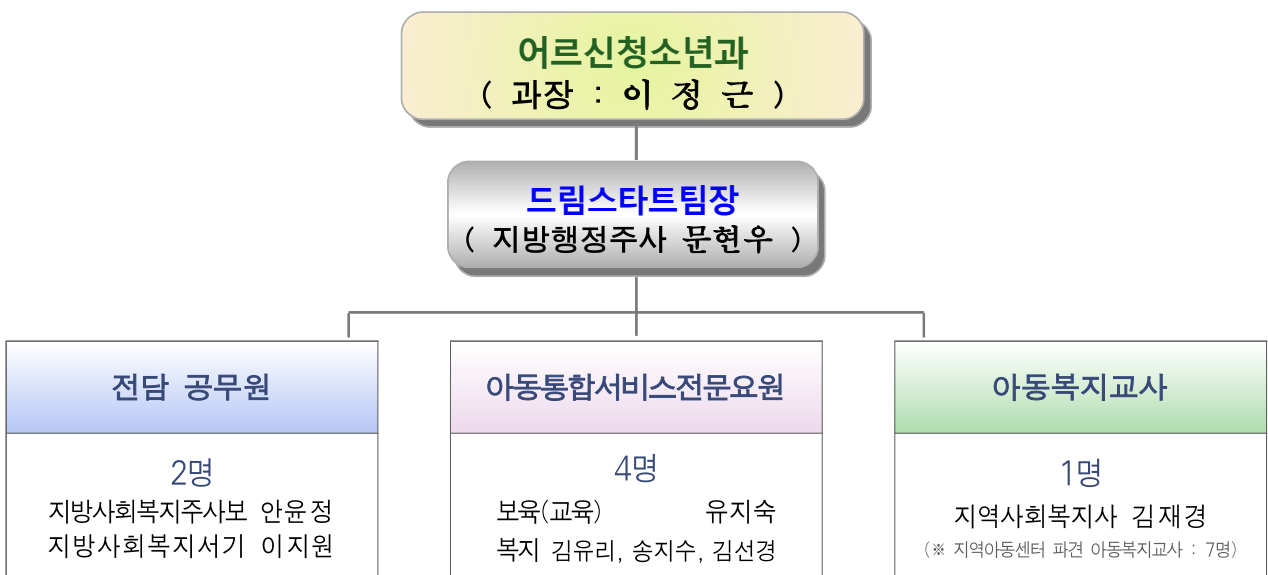 어르신청소년과
( 과장 : 이 정 근 )
드림스타트팀장
( 지방행정주사 문현우 )
전담 공무원
2명
지방사회복지주사보 안윤정
지방사회복지서기 이지원
아동통합서비스전문요원
4명
보육(교육) 유지숙
복지 김유리, 송지수, 김선경
아동복지교사
1명
지역사회복지사 김재경
(※ 지역아동센터 파견 아동복지교사 : 7명)